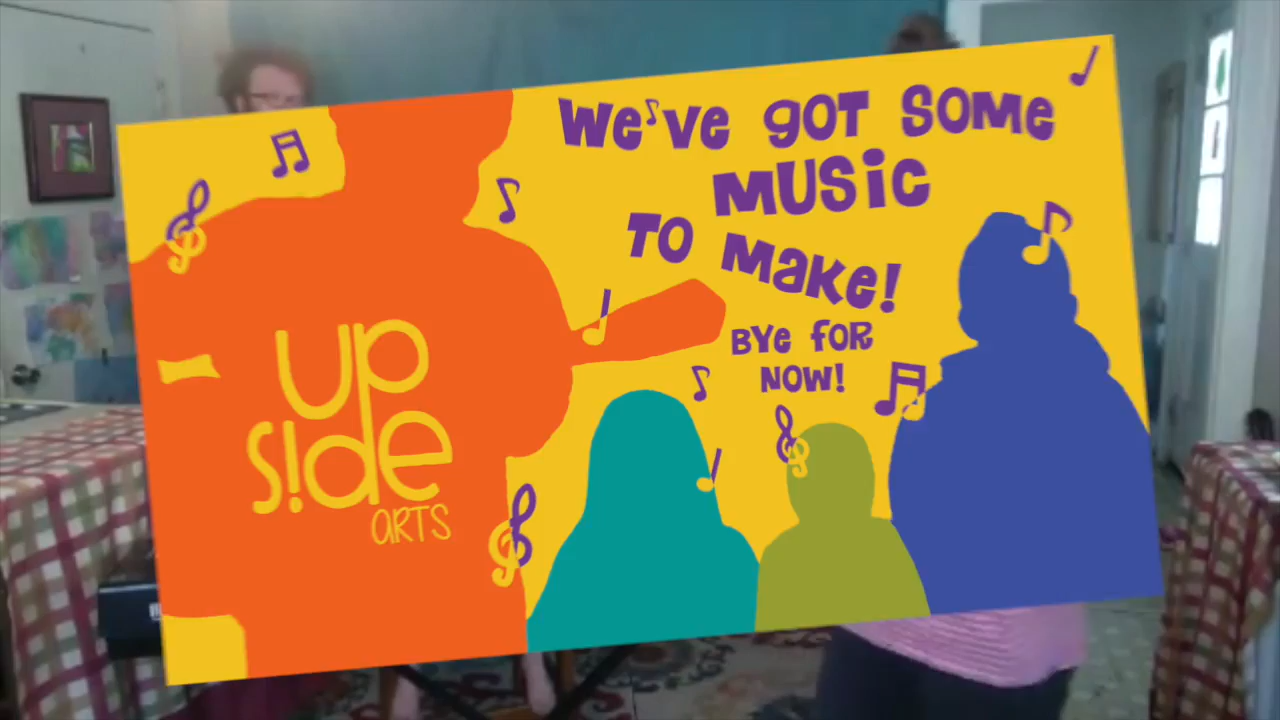 We've got some
music
to make!
Bye for
now!
up
s!de
arts